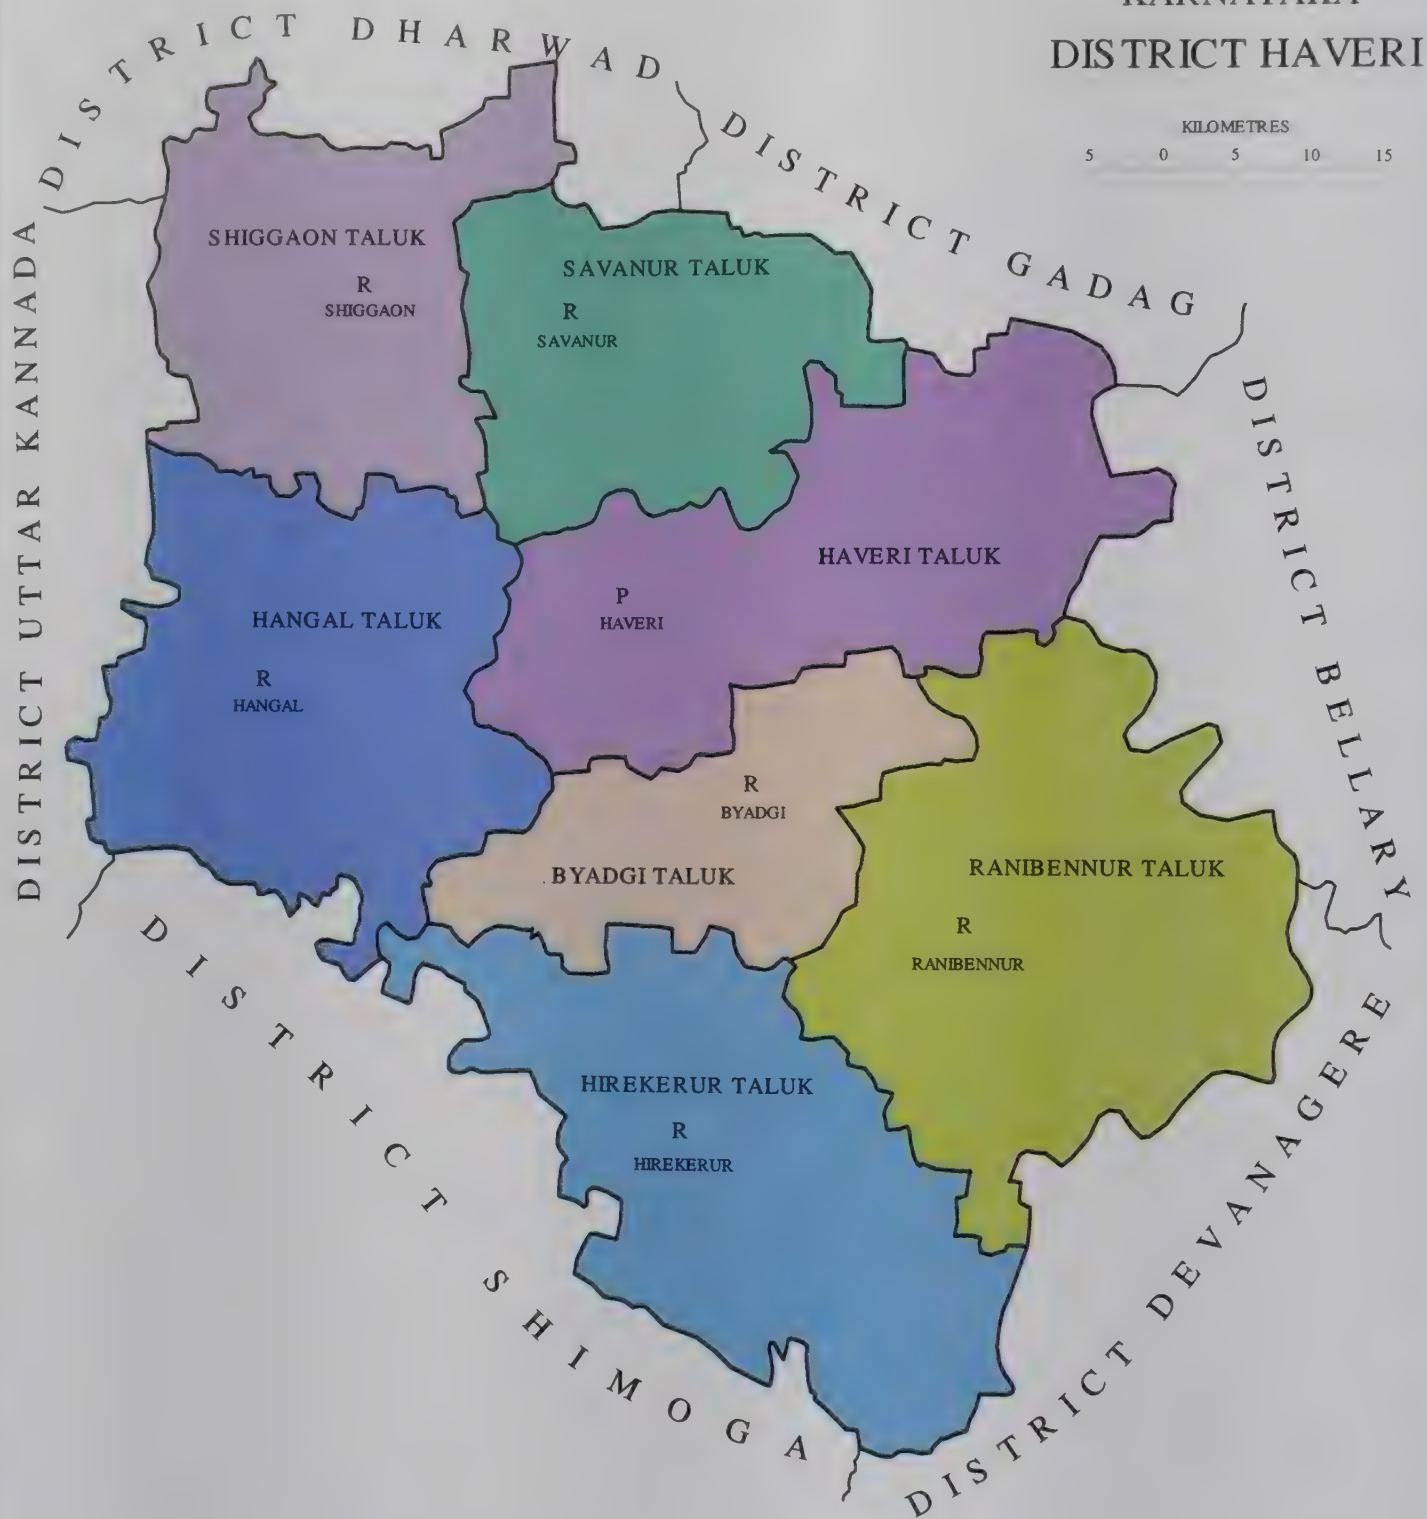 KARNATAKA
DISTRICT HAVERI
KILOMETRES
5 0 5 10 15
DISTRICT DHARWAD
DISTRICT GADAG
DISTRICT UTTAR KANNADA
DISTRICT BELLARY
SHIGGAON TALUK
R
SHIGGAON
SAVANUR TALUK
R
SAVANUR
HAVERI TALUK
P
HAVERI
HANGAL TALUK
R
HANGAL
R
BYADGI
BYADGI TALUK
RANIBENNUR TALUK
R
RANIBENNUR
HIREKERUR TALUK
R
HIREKERUR
DISTRICT SHIMOGA
DISTRICT DEVANAGERE